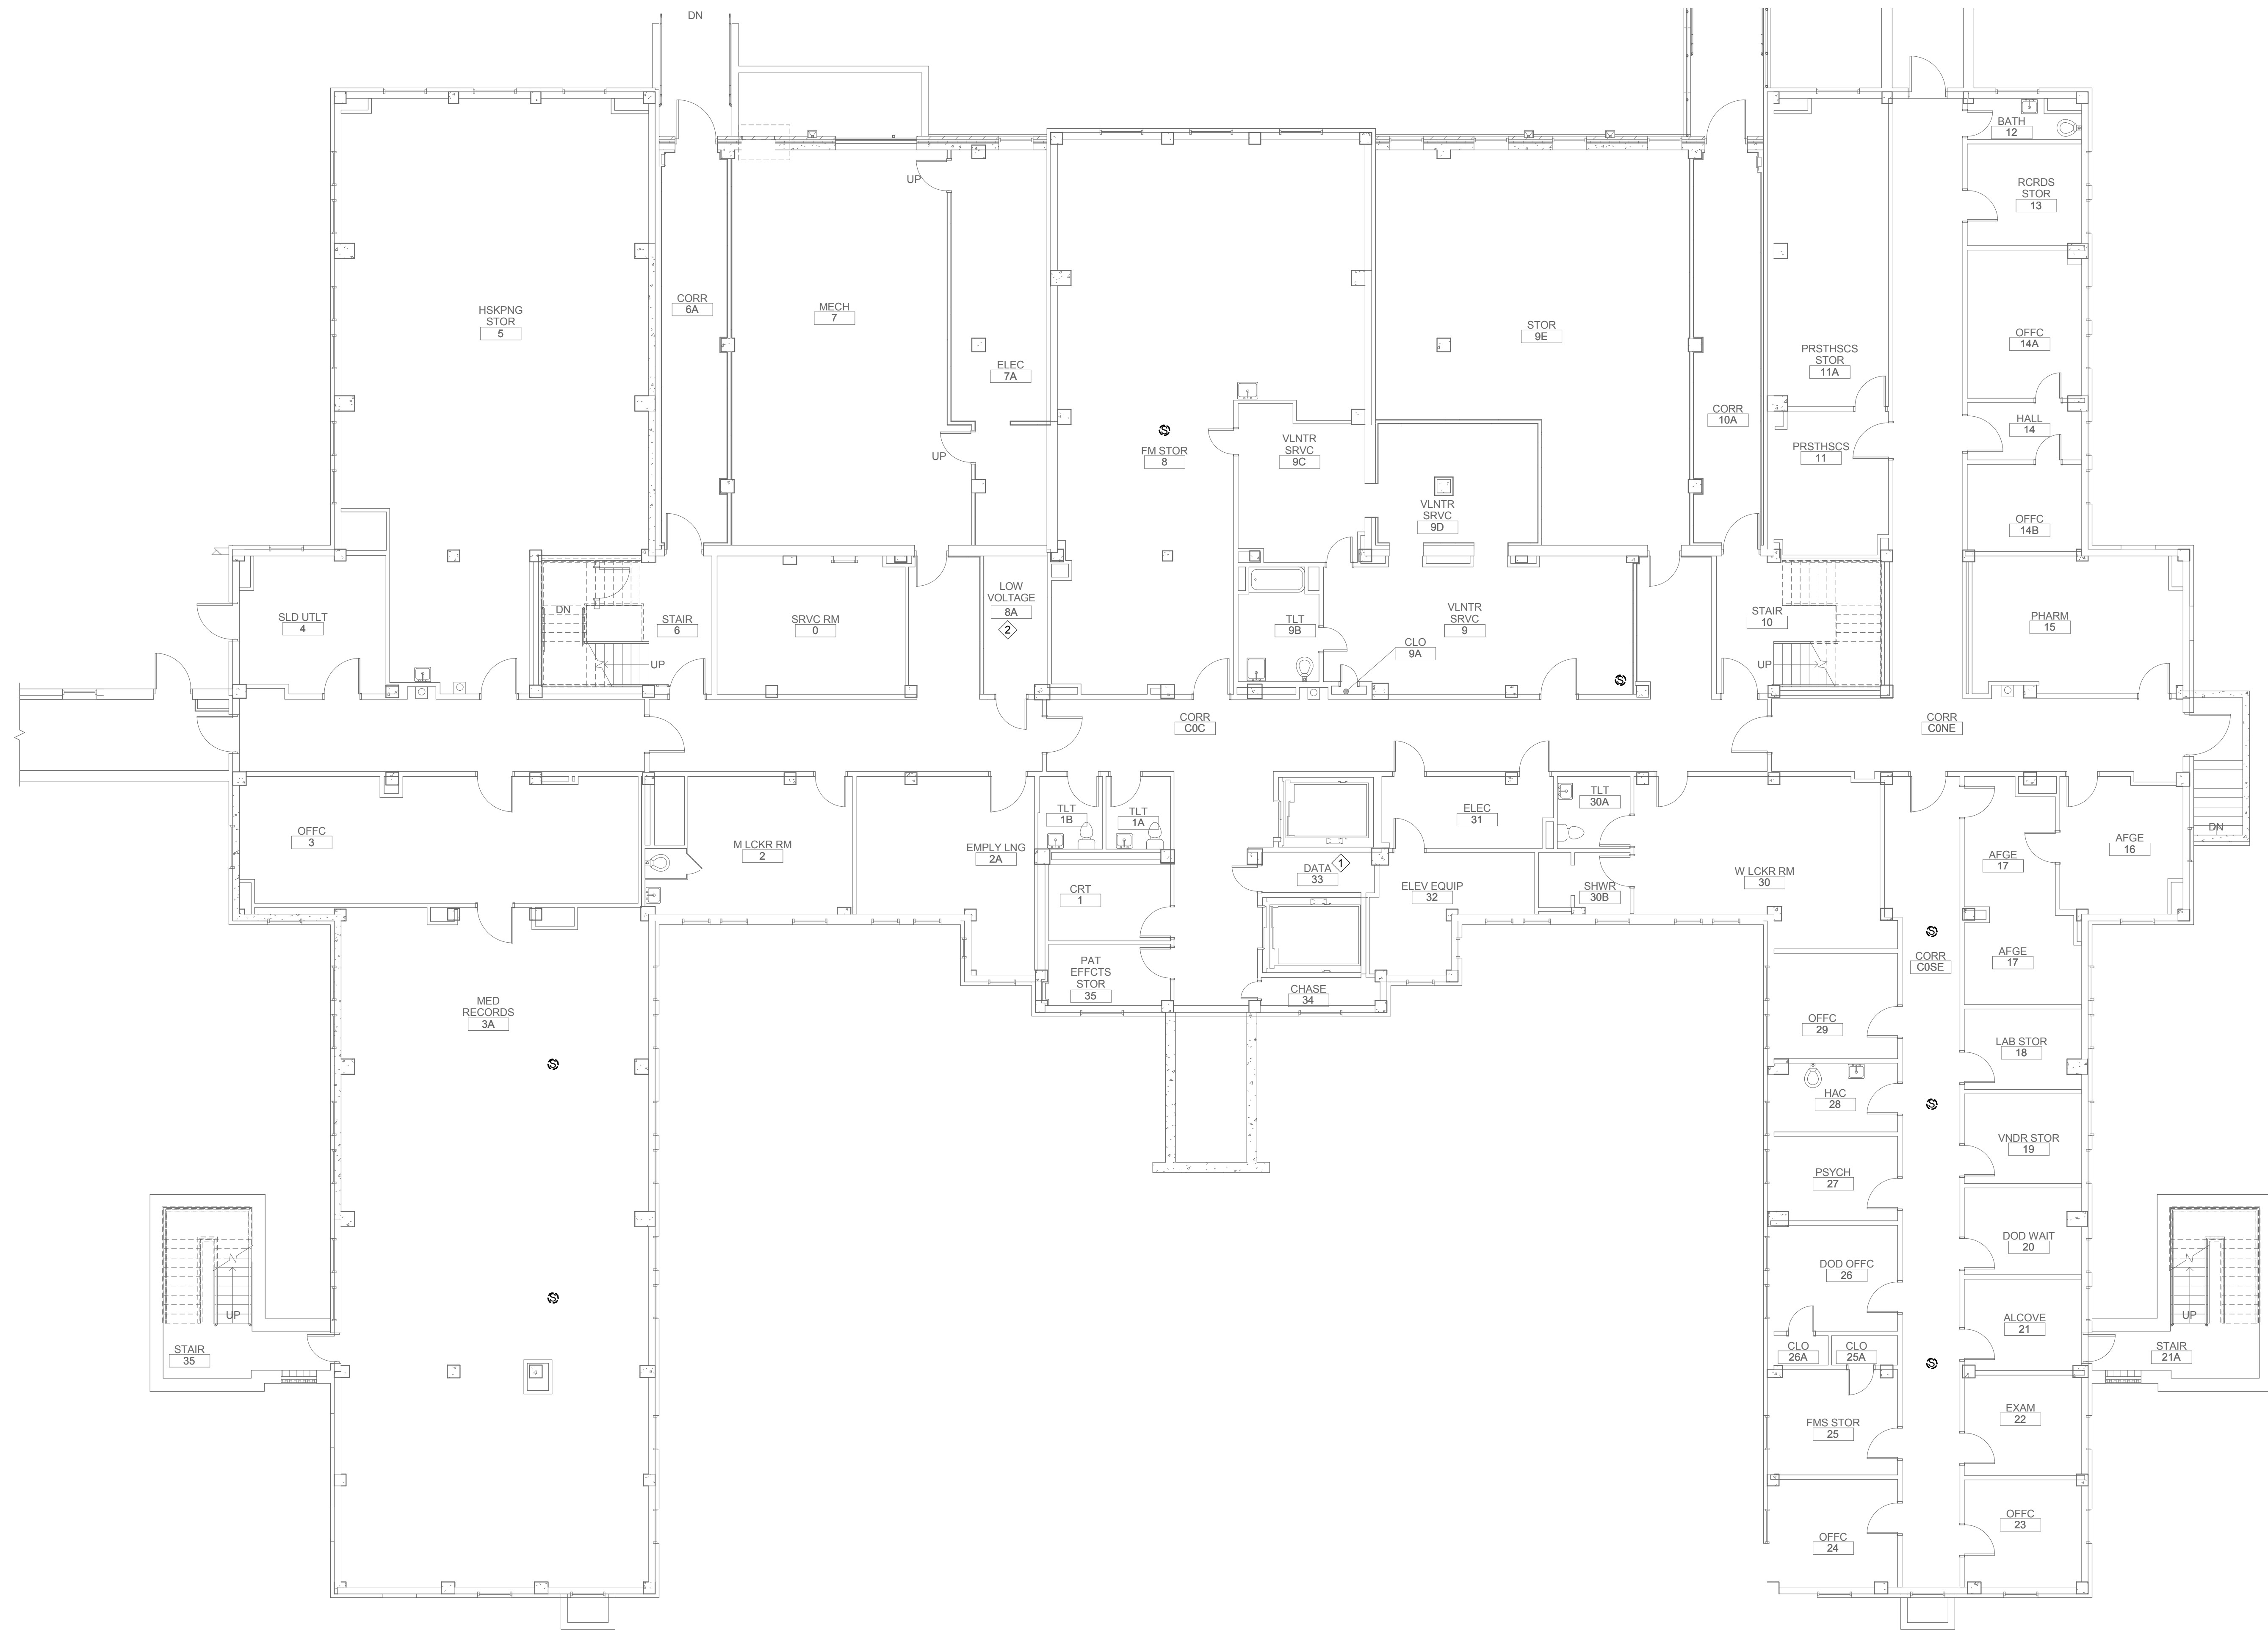 DN
BATH
12
RCRDS
STOR
13
UP
HSKPNG
STOR
5
CORR
6A
MECH
7
ELEC
7A
STOR
9E
OFFC
14A
PRSTHSCS
STOR
11A
CORR
10A
HALL
14
S
FM STOR
8
VLNTR
SRVC
9C
PRSTHSCS
11
UP
VLNTR
SRVC
9D
OFFC
14B
SLD UTLT
4
DN
STAIR
6
UP
SRVC RM
0
LOW
VOLTAGE
8A
2
TLT
9B
VLNTR
SRVC
9
CLO
9A
S
STAIR
10
UP
PHARM
15
CORR
C0C
CORR
C0NE
OFFC
3
M LCKR RM
2
EMPLY LNG
2A
TLT
1B
TLT
1A
ELEC
31
TLT
30A
DN
AFGE
16
AFGE
17
CRT
1
DATA
33
1
ELEV EQUIP
32
SHWR
30B
W LCKR RM
30
S
CORR
C0SE
AFGE
17
PAT
EFFCTS
STOR
35
CHASE
34
MED
RECORDS
3A
OFFC
29
LAB STOR
18
S
HAC
28
S
VNDR STOR
19
PSYCH
27
DOD WAIT
20
DOD OFFC
26
S
UP
STAIR
35
ALCOVE
21
UP
STAIR
21A
CLO
26A
CLO
25A
S
FMS STOR
25
EXAM
22
OFFC
24
OFFC
23